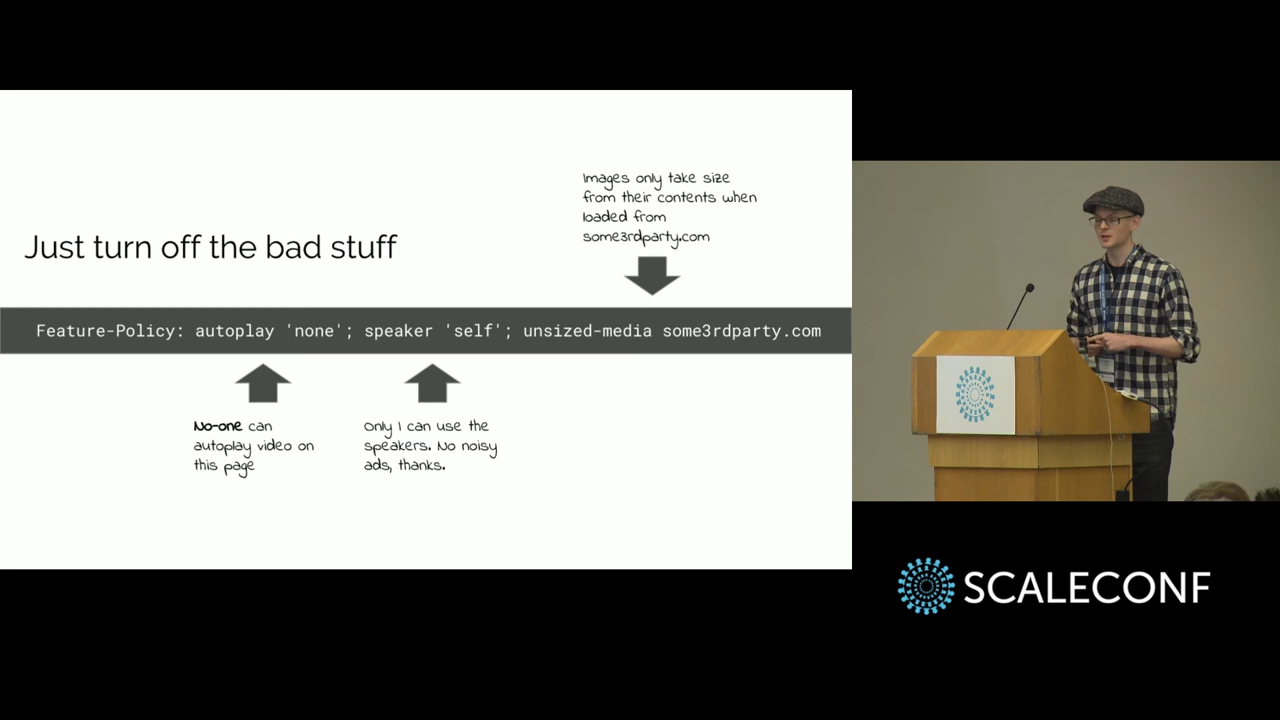 Images only take size
from their contents when
loaded from
some3rdparty.com
Just turn off the bad stuff
Feature-Policy: autoplay 'none'; speaker 'self'; unsized-media some3rdparty.com
No-one can
autoplay video on
this page
Only I can use the
speakers. No noisy
ads, thanks.
SCALECONF